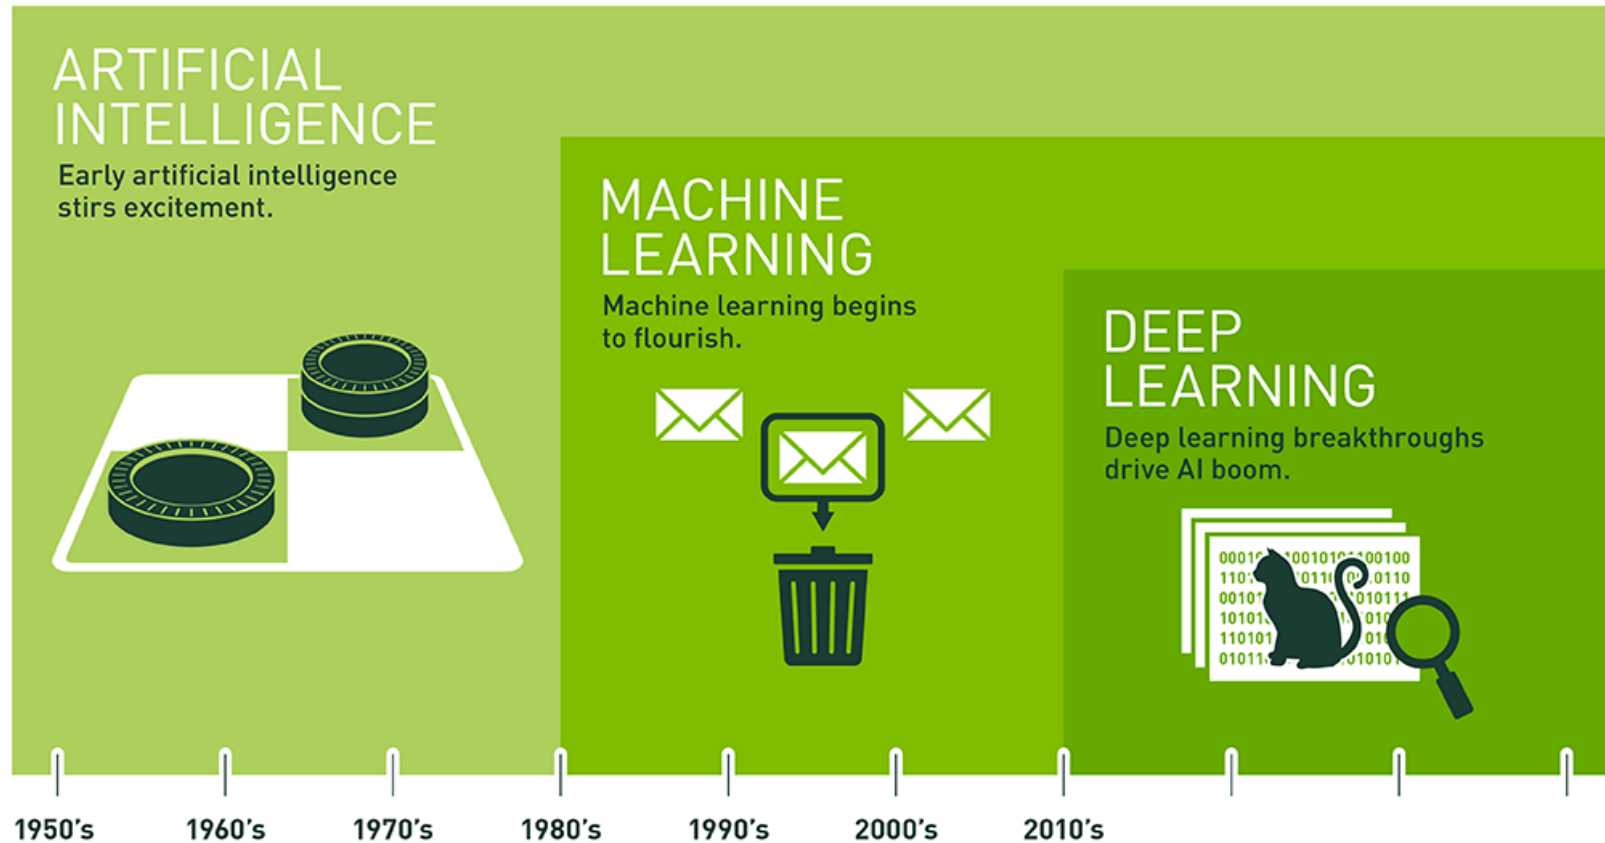 ARTIFICIAL
INTELLIGENCE
Early artificial intelligence
stirs excitement.
MACHINE
LEARNING
Machine learning begins
to flourish.
DEEP
LEARNING
Deep learning breakthroughs
drive AI boom.
1950's
1960's
1970's
1980's
1990's
2000's
2010's